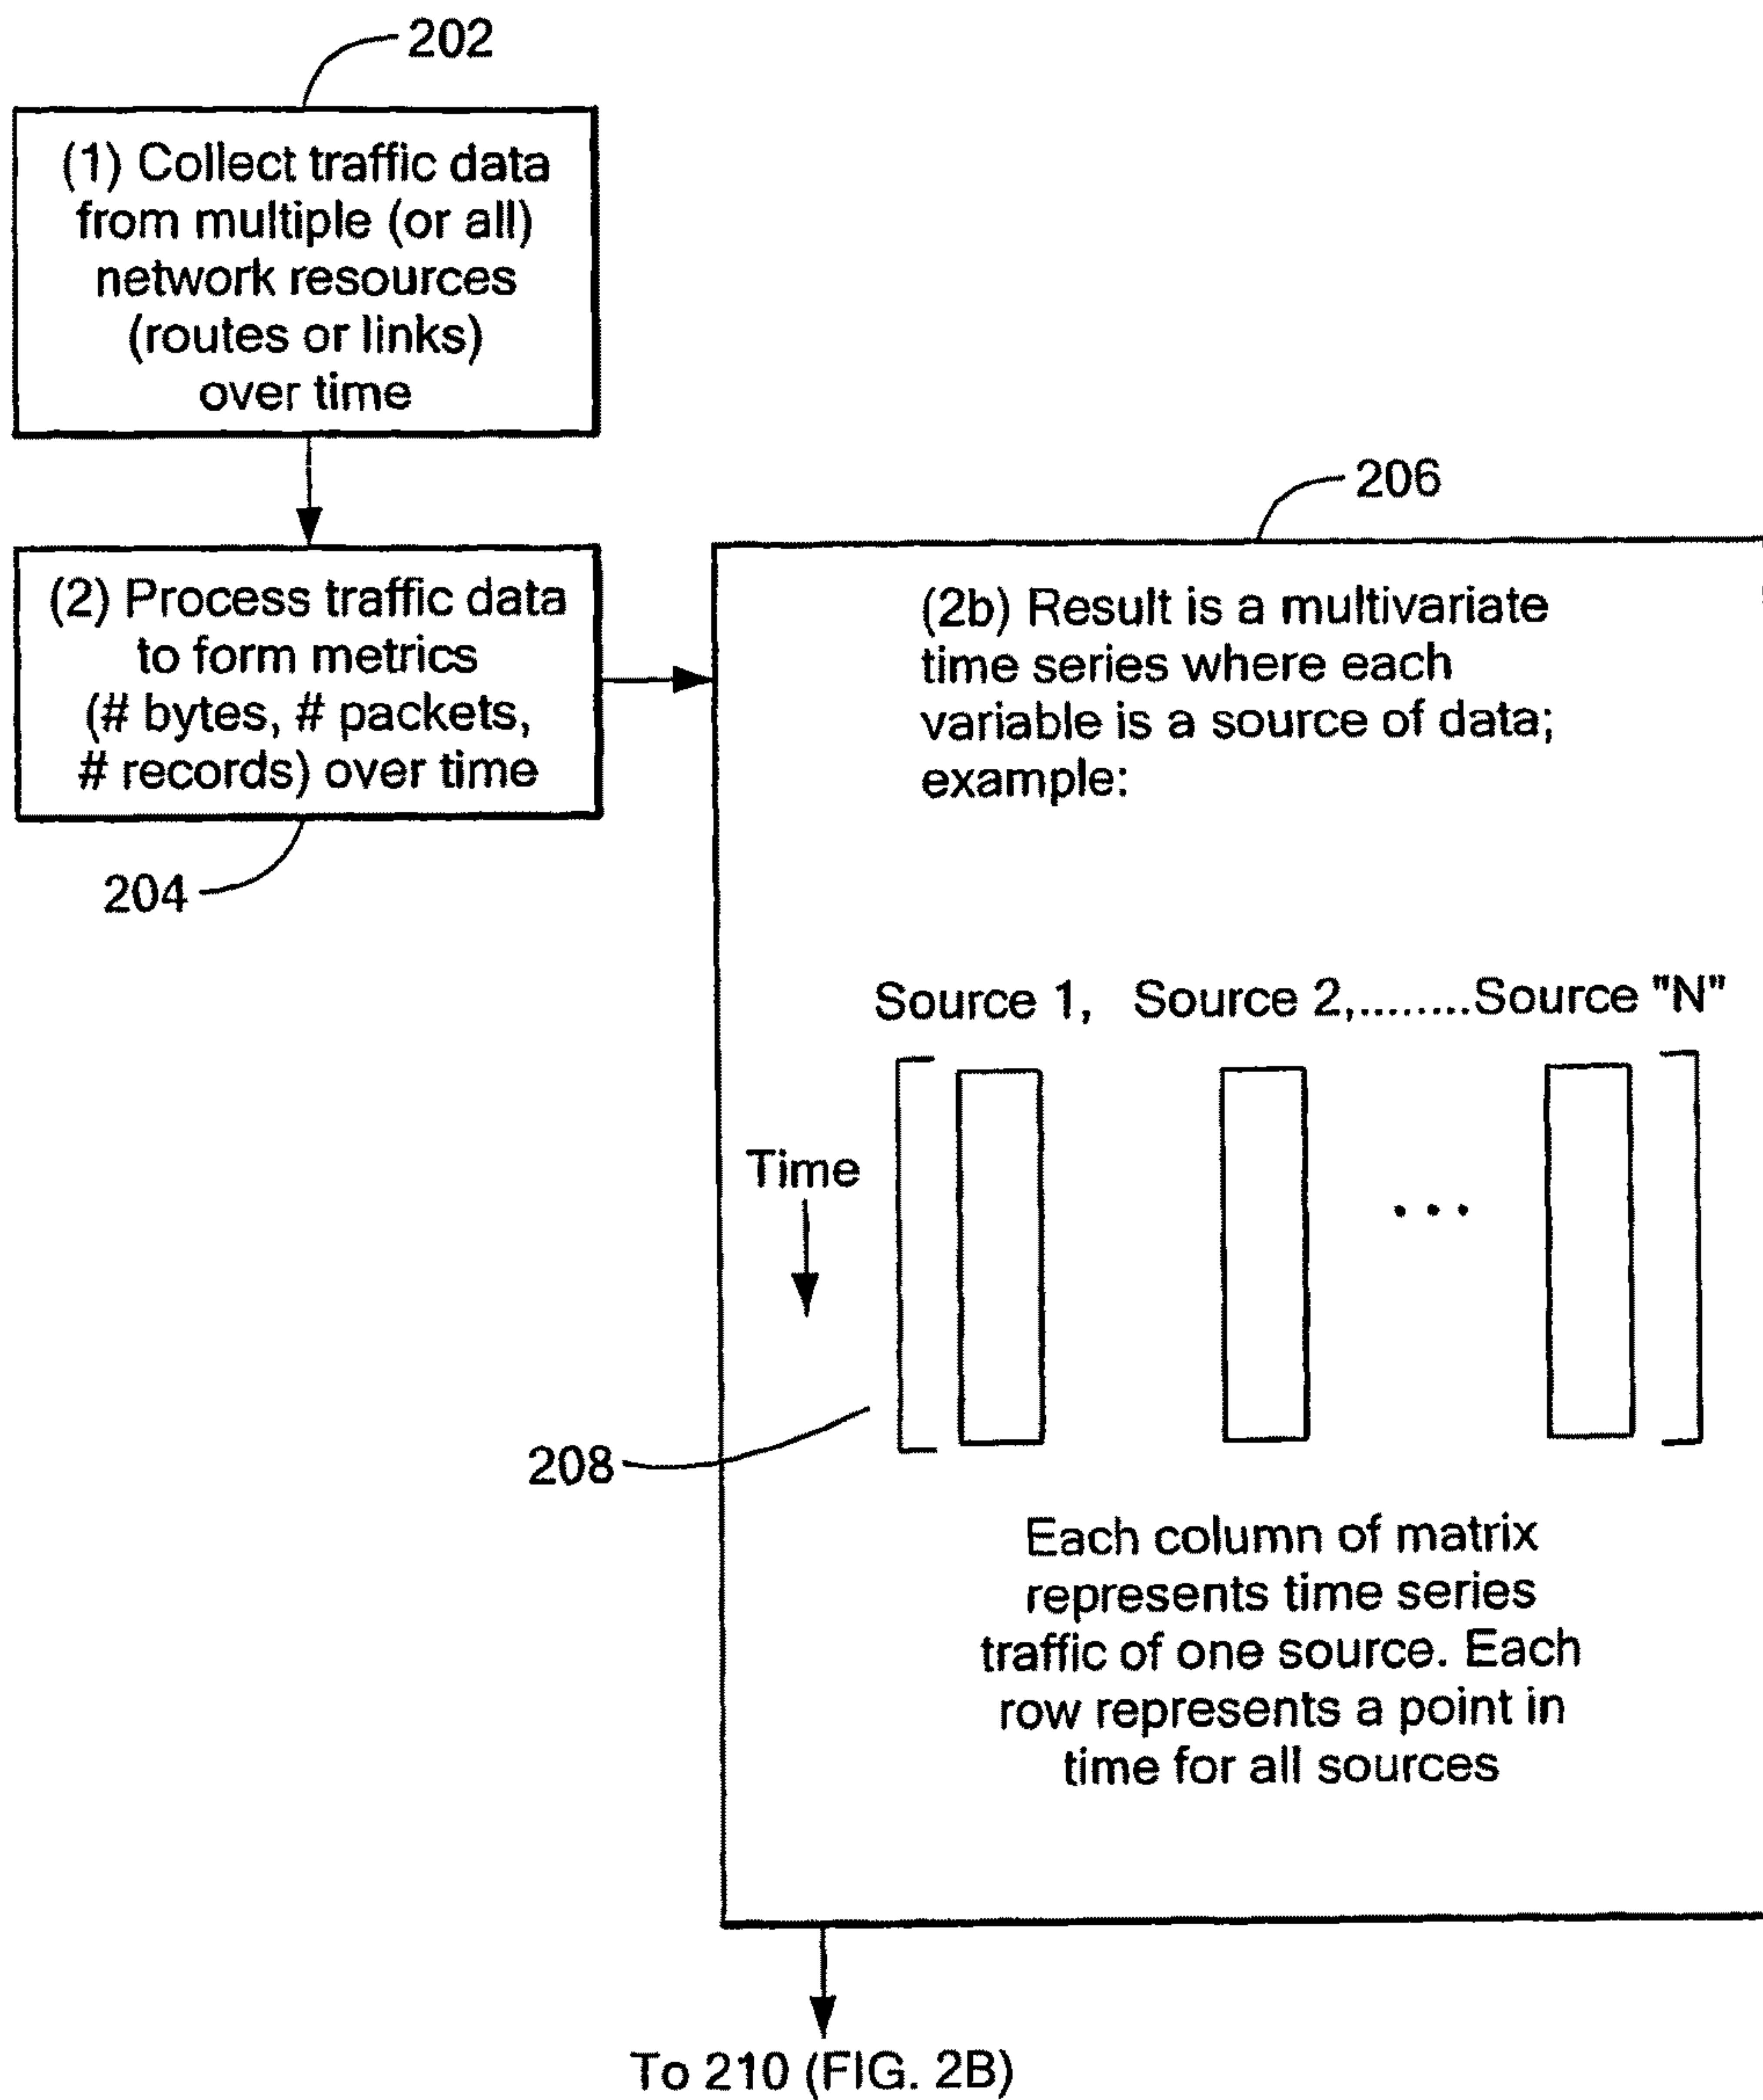 202
(1) Collect traffic data
from multiple (or all)
network resources
(routes or links)
over time
206
(2) Process traffic data
to form metrics
(# bytes, # packets,
# records) over time
204
(2b) Result is a multivariate
time series where each
variable is a source of data;
example:
Source 1, Source 2,........Source "N"
Time
...
208
Each column of matrix
represents time series
traffic of one source. Each
row represents a point in
time for all sources
To 210 (FIG. 2B)